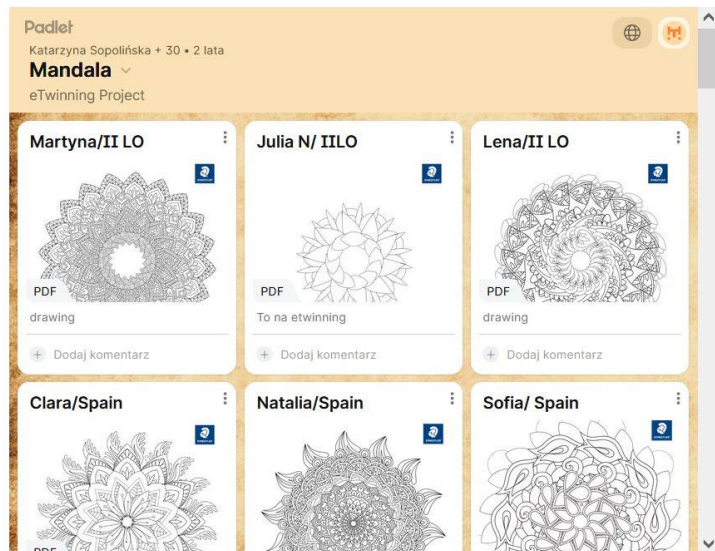 Padlet
Katarzyna Sopolińska + 30 • 2 lata
Mandala
eTwinning Project
Martyna/II LO
PDF
drawing
Dodaj komentarz
Julia N/ IILO
PDF
To na etwinning
Dodaj komentarz
Lena/II LO
PDF
drawing
Dodaj komentarz
Clara/Spain
PDF
Natalia/Spain
Sofia/ Spain